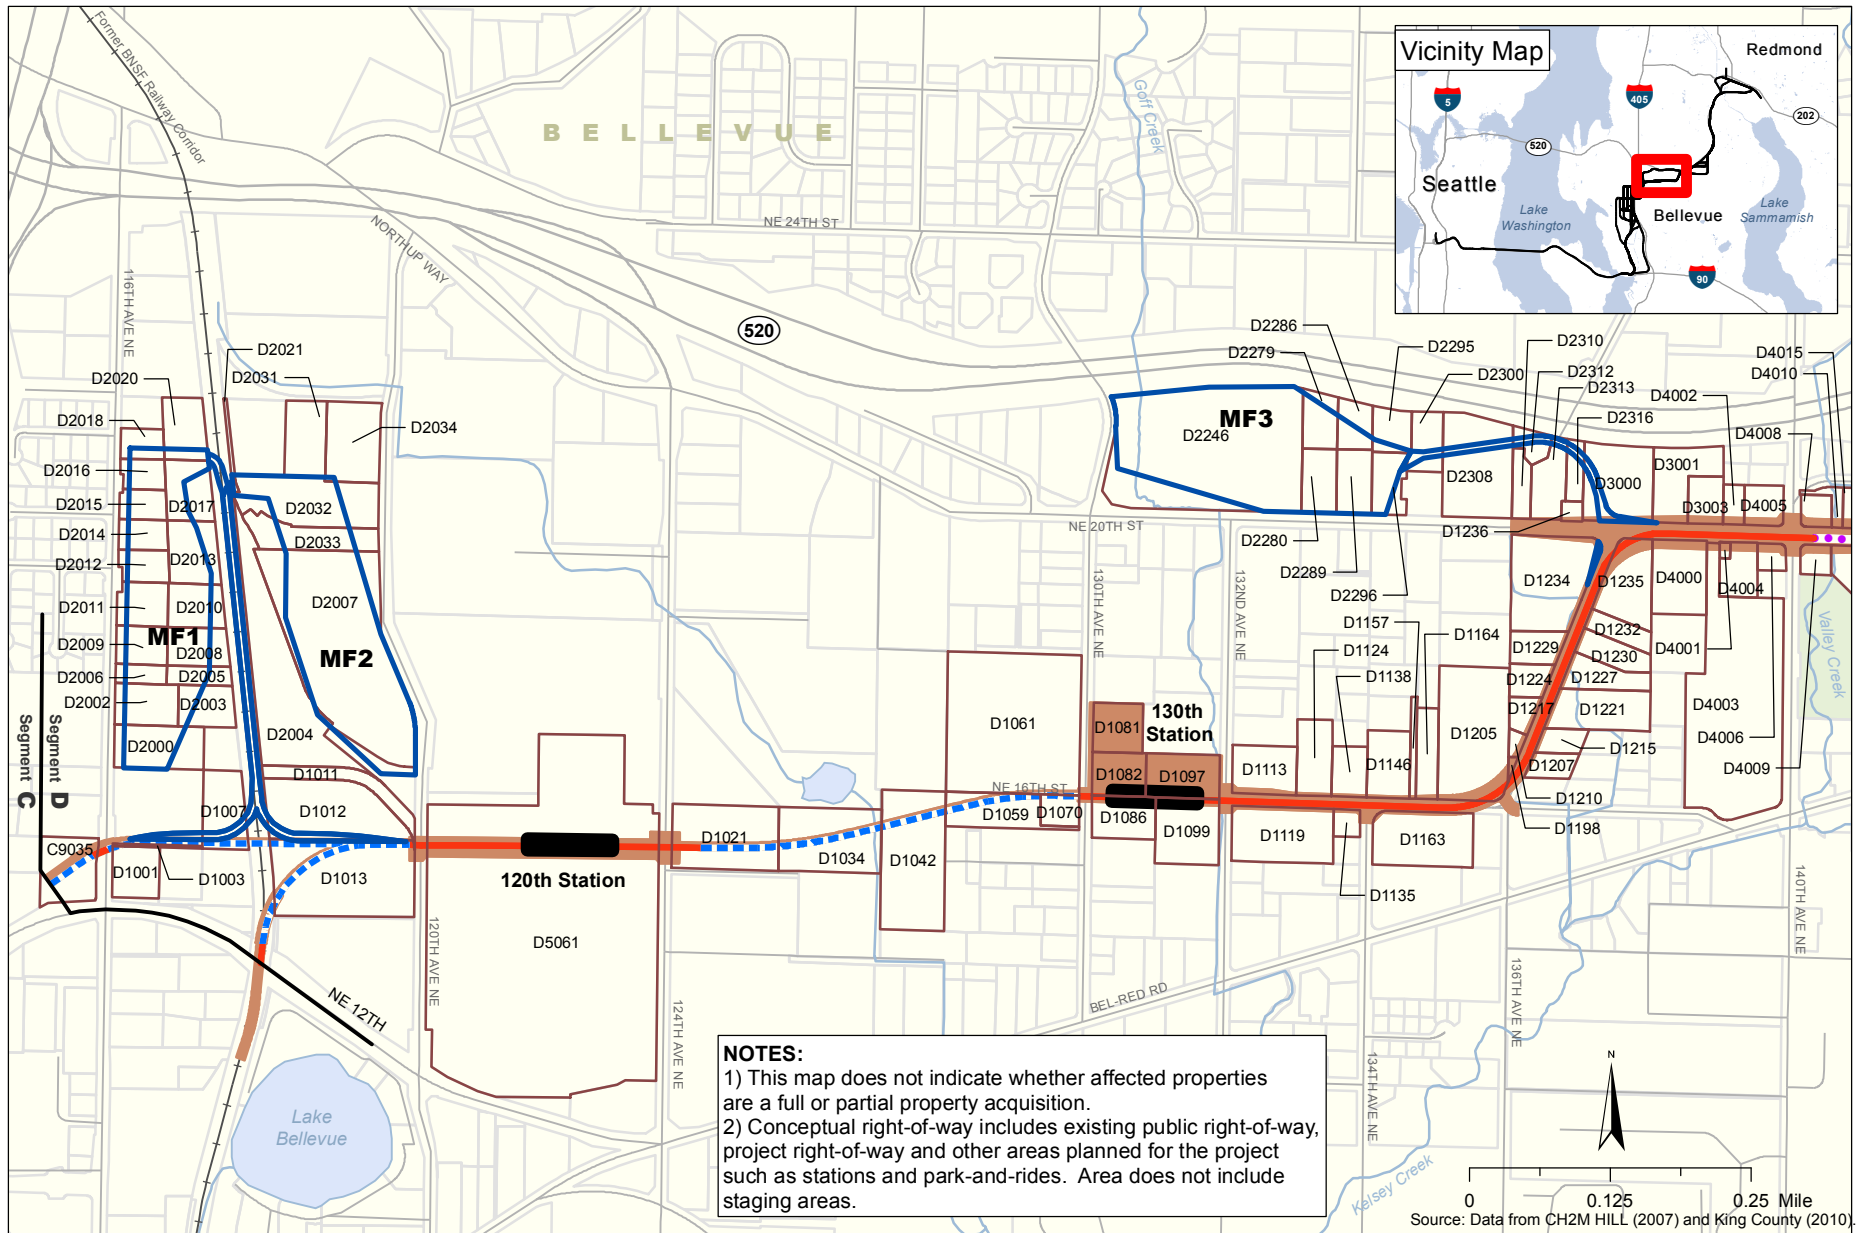 Former BNSF Railway Corridor
BELLEVUE
Goff Creek
Vicinity Map
Redmond
5
405
202
520
Seattle
Lake
Washington
Bellevue
Lake
Sammamish
90
NE 24TH ST
NORTHUP WAY
116TH AVE NE
520
D2286
D2279
D2295
D2300
D2310
D2312
D2313
D2316
D4002
D4015
D4010
D4008
D2021
D2020
D2031
D2018
D2034
MF3
D2246
D2016
D2015
D2017
D2032
D2014
D2033
D2013
D2012
D2308
D3001
D3000
D3003
D4005
NE 20TH ST
D1236
D2280
D2289
D2296
D2007
D2011
D2010
MF1
D2009
D2008
MF2
D2006
D2005
D2002
D2003
D2000
D2004
D1011
D1012
D1007
Segment C
Segment D
C9035
D1001
D1003
D1013
120th Station
D5061
120TH AVE NE
124TH AVE NE
NE 12TH
Lake
Bellevue
D1021
D1034
D1042
D1061
D1059
D1070
NE 16TH ST
130TH AVE NE
132ND AVE NE
D1081
130th
Station
D1082
D1097
D1086
D1099
D1113
D1124
D1138
D1157
D1164
D1146
D1205
D1119
D1135
D1163
D1234
D1235
D4000
D4004
D1232
D1229
D1230
D4001
D1224
D1227
D1217
D1221
D4003
D1215
D4006
D1207
D4009
D1210
D1198
Valley Creek
BEL-RED RD
134TH AVE NE
136TH AVE NE
140TH AVE NE
Kelsey Creek
NOTES:
1) This map does not indicate whether affected properties
are a full or partial property acquisition.
2) Conceptual right-of-way includes existing public right-of-way,
project right-of-way and other areas planned for the project
such as stations and park-and-rides. Area does not include
staging areas.
N
0 0.125 0.25 Mile
Source: Data from CH2M HILL (2007) and King County (2010).